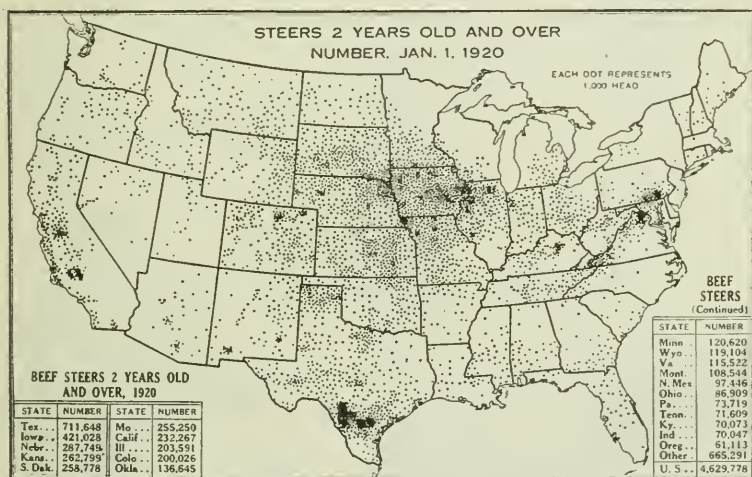 STEERS 2 YEARS OLD AND OVER
NUMBER, JAN. 1, 1920
EACH DOT REPRESENTS
1,000 HEAD
BEEF STEERS 2 YEARS OLD
AND OVER, 1920
STATE NUMBER STATE NUMBER
Tex... 711,648 Mo... 255,250
Iowa.. 421,028 Calif.. 232,267
Nebr.. 287,748 Ill... 203,591
Kans.. 262,799 Colo.. 200,026
S. Dak. 258,778 Okla.. 136,645
BEEF
STEERS
(Continued)
STATE NUMBER
Minn.. 120,620
Wyo... 119,104
Va.... 115,522
Mont.. 108,544
N. Mex 97,446
Ohio.. 86,909
Pa.... 73,719
Tenn.. 71,609
Ky.... 70,073
Ind... 70,047
Oreg.. 61,113
Other. 665,291
U. S.. 4,629,778